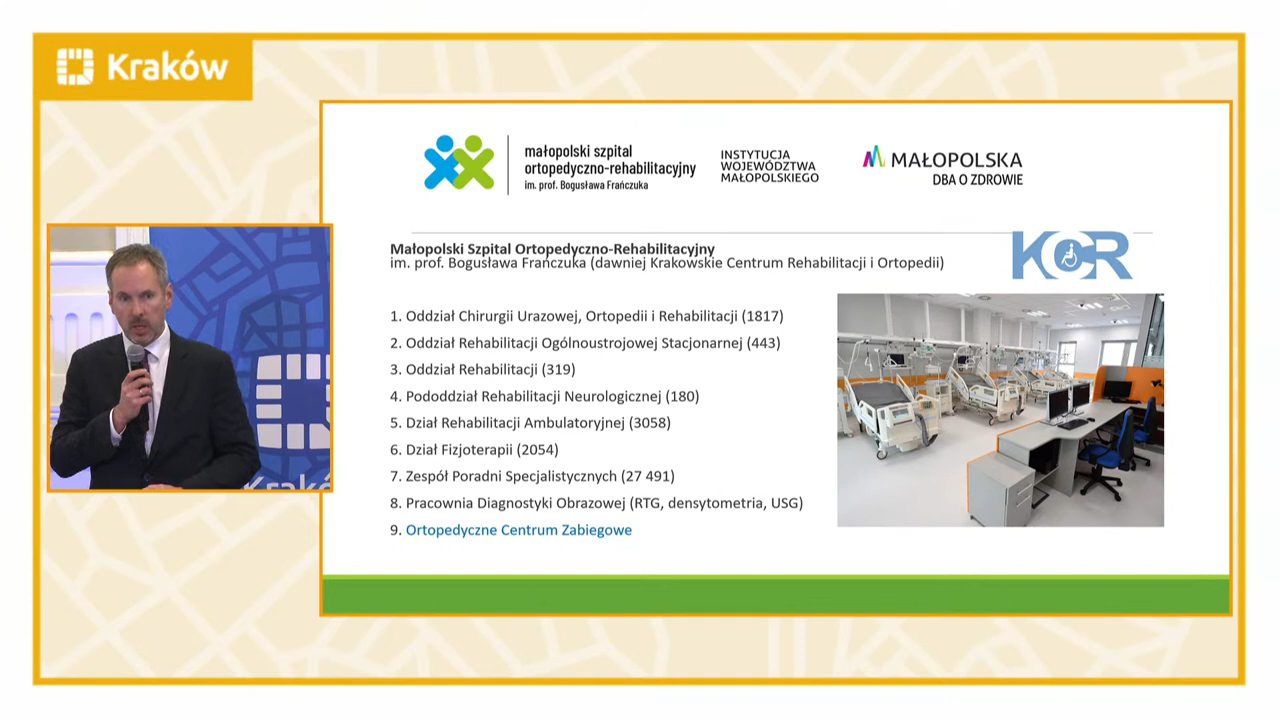 Kraków
małopolski szpital
ortopedyczno-rehabilitacyjny
im. prof. Bogusława Frańczuka
INSTYTUCJA
WOJEWÓDZTWA
MAŁOPOLSKIEGO
MAŁOPOLSKA
DBA O ZDROWIE
Małopolski Szpital Ortopedyczno-Rehabilitacyjny
im. prof. Bogusława Frańczuka (dawniej Krakowskie Centrum Rehabilitacji i Ortopedii)
KCR
1. Oddział Chirurgii Urazowej, Ortopedii i Rehabilitacji (1817)
2. Oddział Rehabilitacji Ogólnoustrojowej Stacjonarnej (443)
3. Oddział Rehabilitacji (319)
4. Pododdział Rehabilitacji Neurologicznej (180)
5. Dział Rehabilitacji Ambulatoryjnej (3058)
6. Dział Fizjoterapii (2054)
7. Zespół Poradni Specjalistycznych (27 491)
8. Pracownia Diagnostyki Obrazowej (RTG, densytometria, USG)
9. Ortopedyczne Centrum Zabiegowe
Krakó